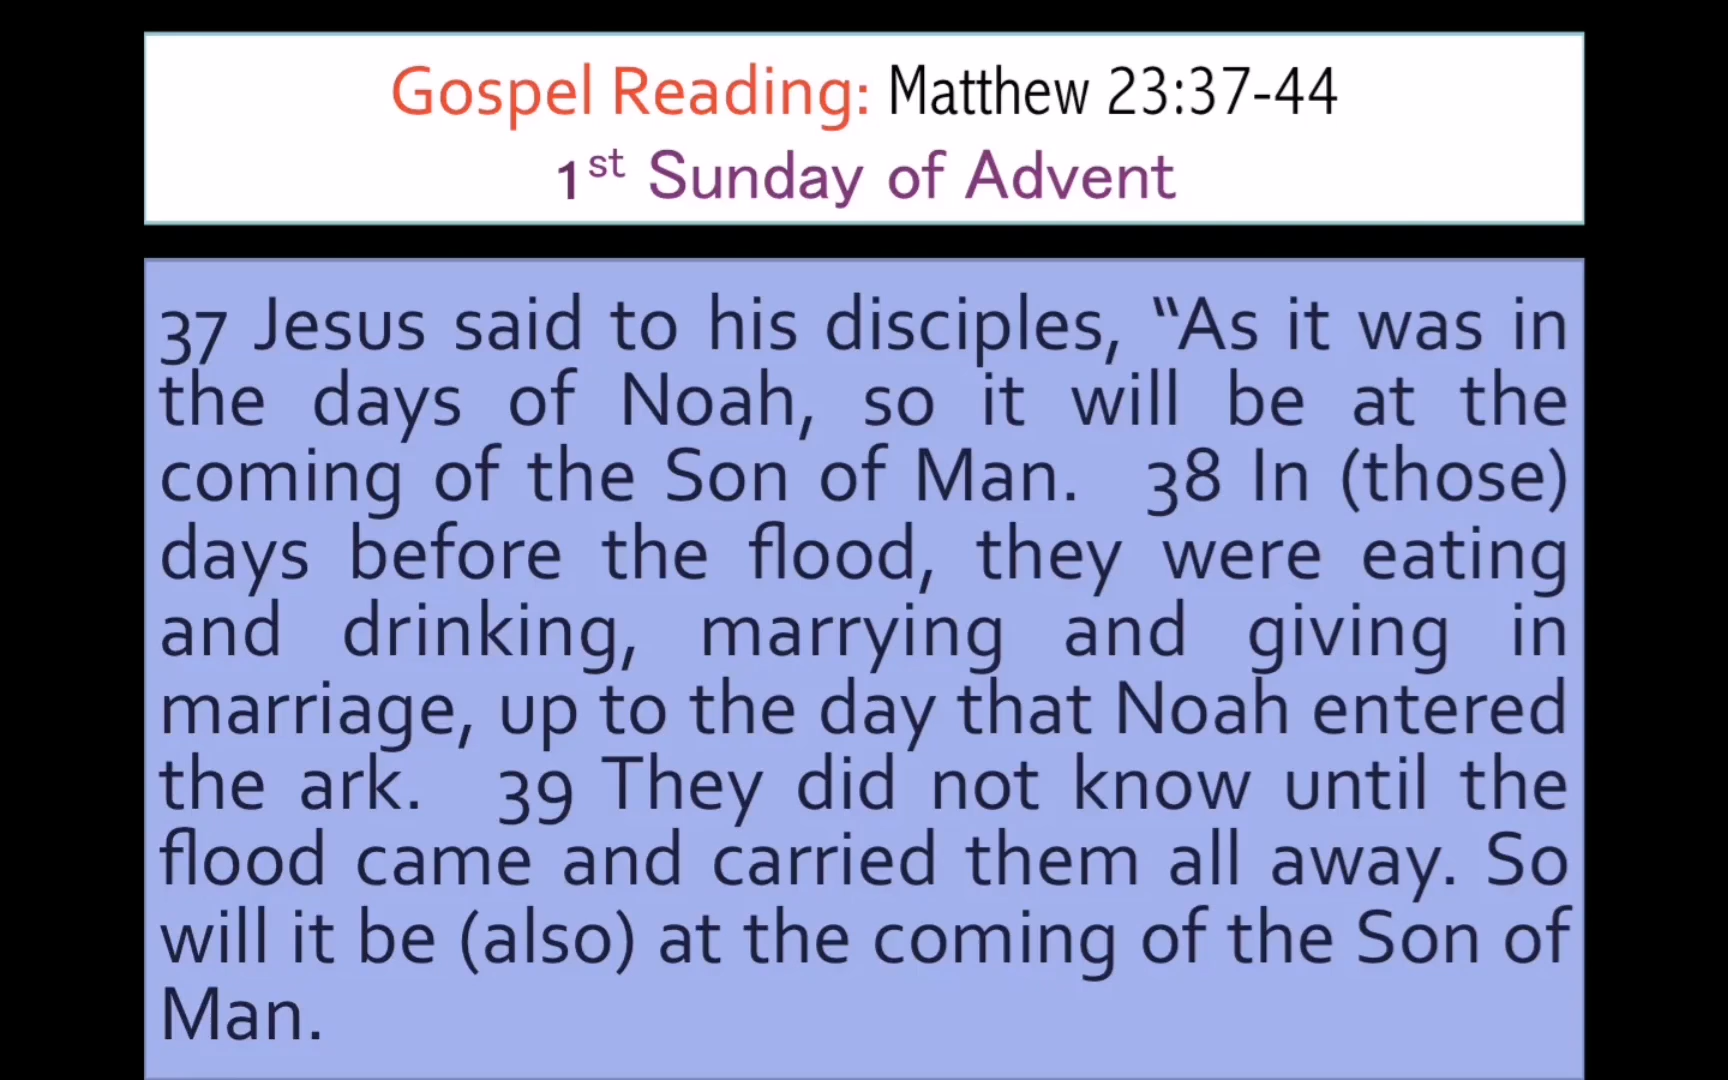 Gospel Reading: Matthew 23:37-44
1st Sunday of Advent
37 Jesus said to his disciples, “As it was in
the days of Noah, so it will be at the
coming of the Son of Man. 38 In (those)
days before the flood, they were eating
and drinking, marrying and giving in
marriage, up to the day that Noah entered
the ark. 39 They did not know until the
flood came and carried them all away. So
will it be (also) at the coming of the Son of
Man.